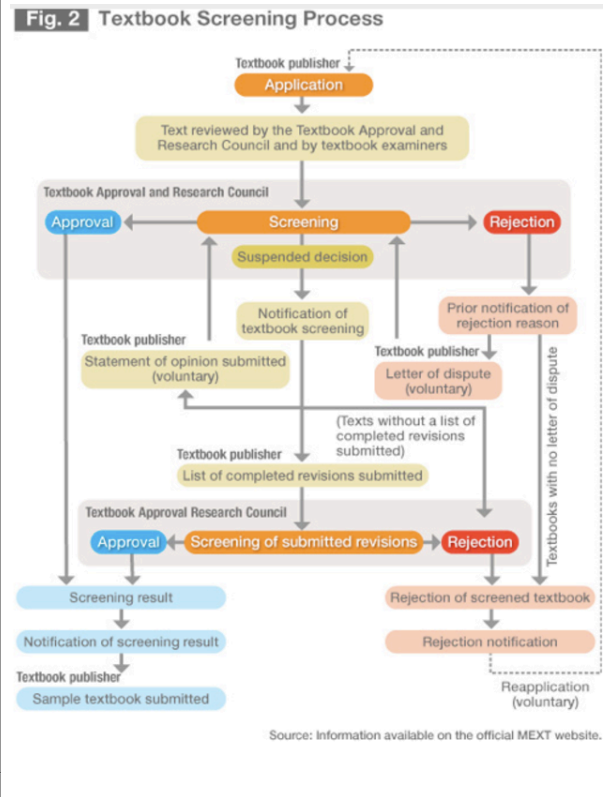 Fig. 2 Textbook Screening Process
Textbook publisher
Application
Text reviewed by the Textbook Approval and
Research Council and by textbook examiners
Textbook Approval and Research Council
Approval
Screening
Rejection
Suspended decision
Notification of
textbook screening
Prior notification of
rejection reason
Textbook publisher
Statement of opinion submitted
(voluntary)
Textbook publisher
Letter of dispute
(voluntary)
Textbooks with no letter of dispute
(Texts without a list of
completed revisions
submitted)
Textbook publisher
List of completed revisions submitted
Textbook Approval Research Council
Approval
Screening of submitted revisions
Rejection
Screening result
Rejection of screened textbook
Notification of screening result
Rejection notification
Textbook publisher
Sample textbook submitted
Reapplication
(voluntary)
Source: Information available on the official MEXT website.